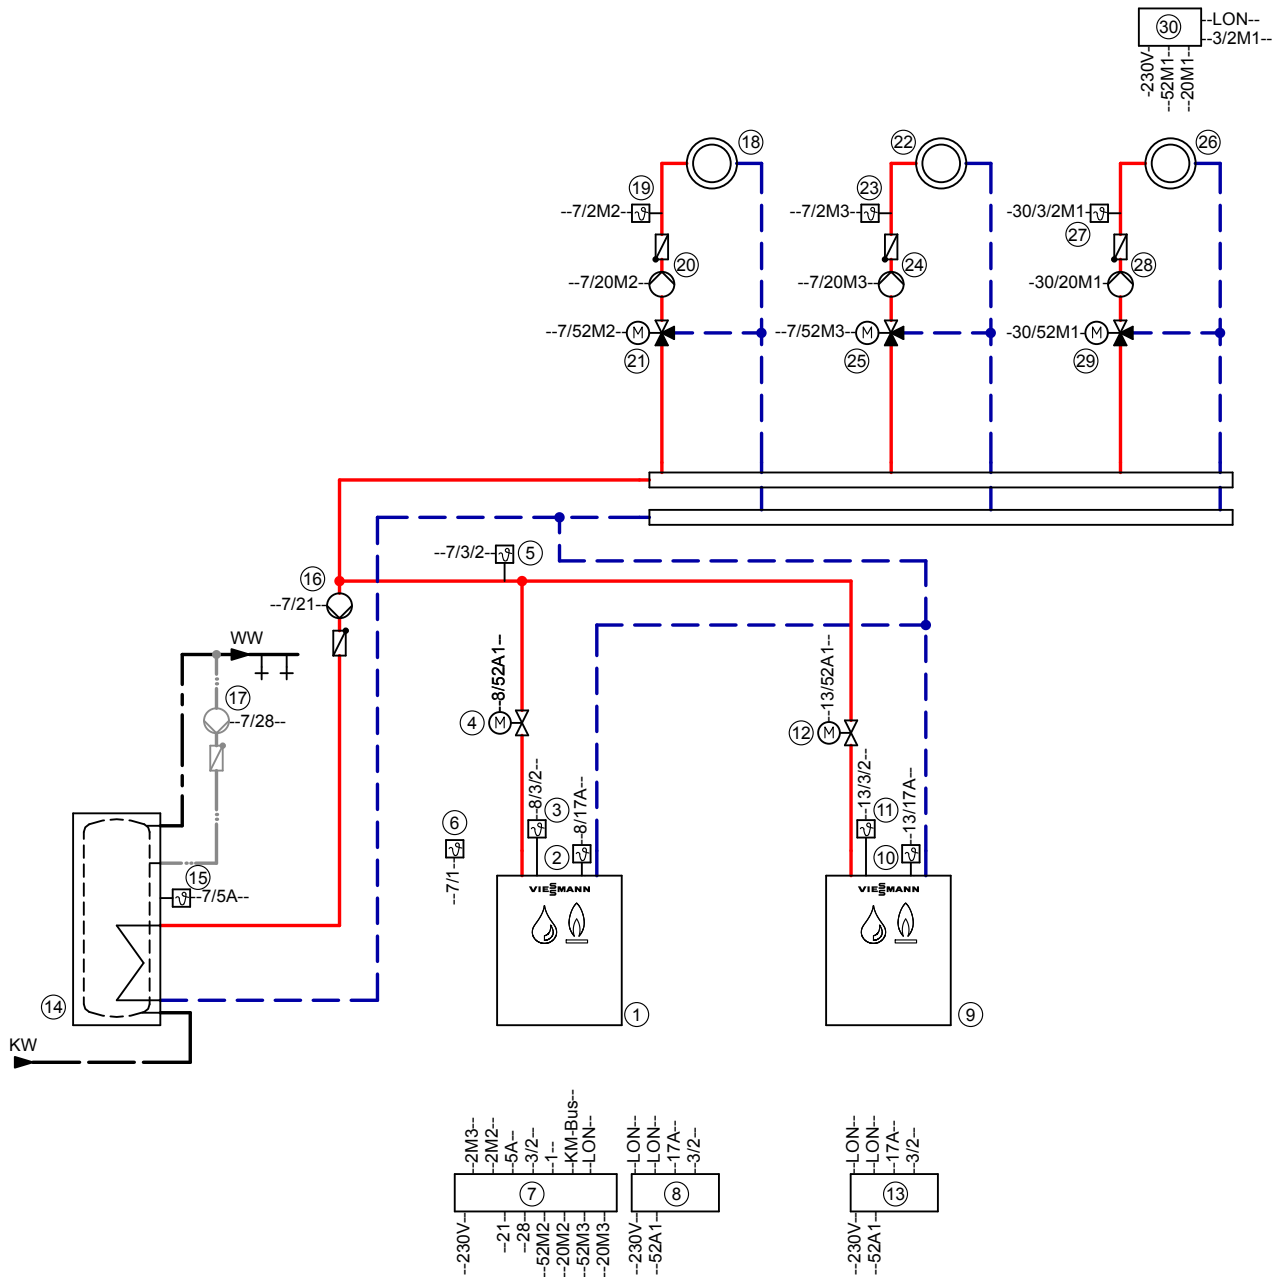 30
--LON--
--3/2M1--
-230V-
--52M1--
--20M1--
18
22
26
19
23
--7/2M2--
--7/2M3--
-30/3/2M1-
27
20
24
28
--7/20M2--
--7/20M3--
-30/20M1-
--7/52M2--
M
--7/52M3--
M
-30/52M1-
M
21
25
29
--7/3/2--
5
16
--7/21--
WW
17
--7/28--
--8/52A1--
4
M
---13/52A1--
12
M
6
--7/1---
---8/3/2--
3
---8/17A--
2
---13/3/2--
11
---13/17A--
10
15
--7/5A--
VIESMANN
VIESMANN
14
1
9
KW
---2M3--
---2M2--
---5A--
---3/2--
---1--
---KM-Bus--
---LON--
7
--230V--
--21--
--28--
--52M2--
--20M2--
--52M3--
--20M3--
--LON--
--LON--
---17A--
---3/2--
8
--230V--
--52A1--
--LON--
--LON--
---17A--
---3/2--
13
--230V--
--52A1--